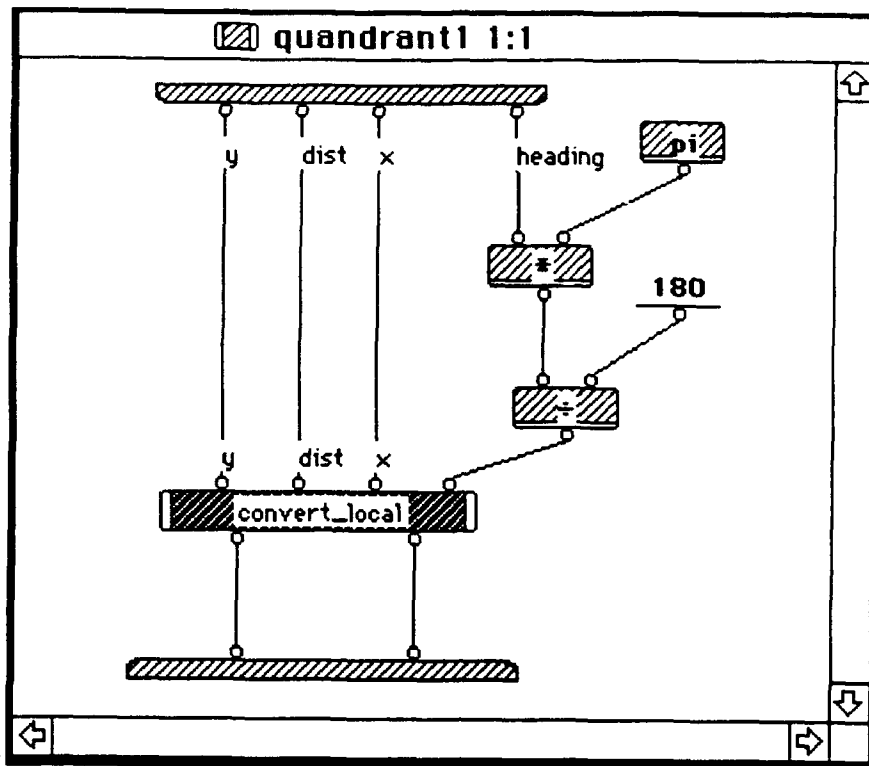 quandrant1 1:1
y dist x heading pi
*
180
÷
y dist x
convert_local